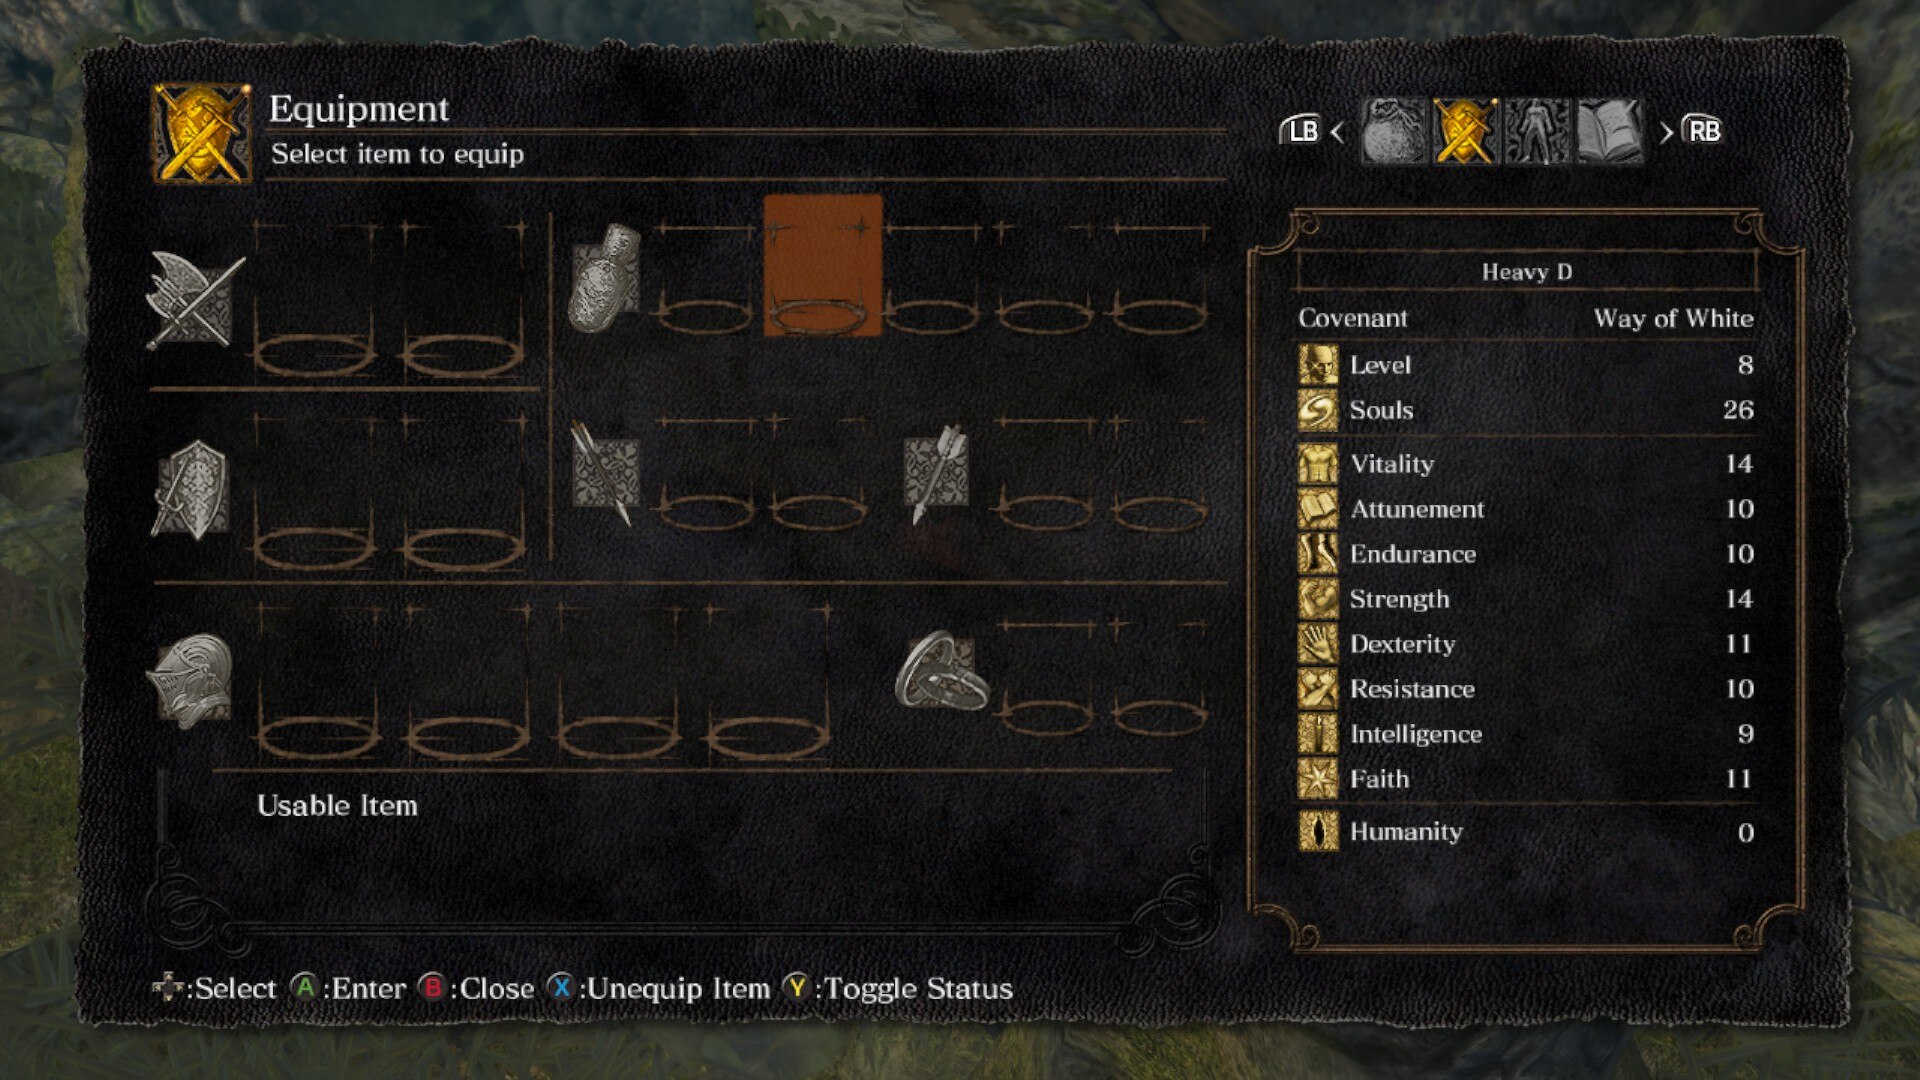 Equipment
Select item to equip
LB < > RB
Heavy D
Covenant Way of White
Level 8
Souls 26
Vitality 14
Attunement 10
Endurance 10
Strength 14
Dexterity 11
Resistance 10
Intelligence 9
Faith 11
Humanity 0
Usable Item
:Select A:Enter B:Close X:Unequip Item Y:Toggle Status